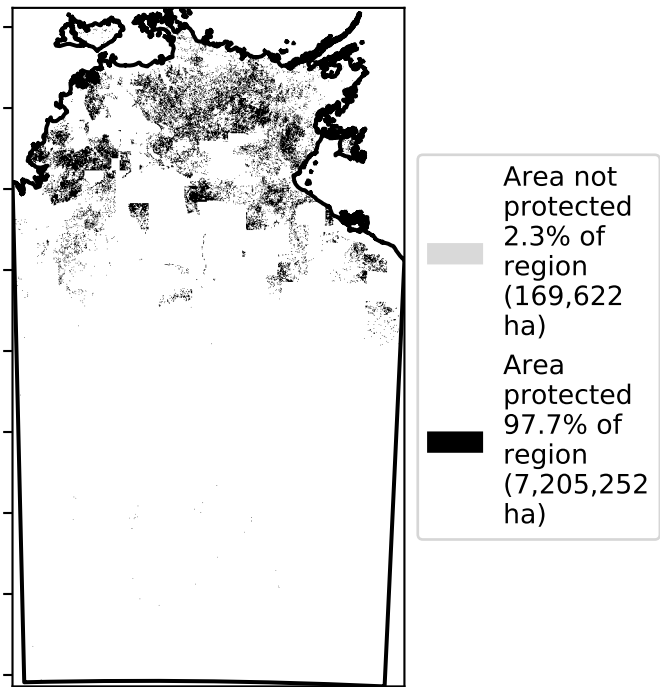 Area not
protected
2.3% of
region
(169,622
ha)
Area
protected
97.7% of
region
(7,205,252
ha)